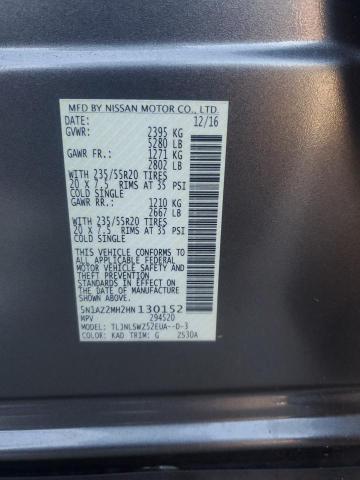 MFD BY NISSAN MOTOR CO., LTD.
DATE: 12/16
GVWR: 2395 KG
5280 LB
GAWR FR.: 1271 KG
2802 LB
WITH 235/55R20 TIRES
20 X 7.5 RIMS AT 35 PSI
COLD SINGLE
GAWR RR.: 1210 KG
2667 LB
WITH 235/55R20 TIRES
20 X 7.5 RIMS AT 35 PSI
COLD SINGLE
THIS VEHICLE CONFORMS TO
ALL APPLICABLE U.S. FEDERAL
MOTOR VEHICLE SAFETY, BUMPER,
AND THEFT PREVENTION
STANDARDS IN EFFECT ON THE
DATE OF MANUFACTURE SHOWN
ABOVE.
5N1AZ2MH2HN130152
MPV 294520
MODEL: TLJNLSWZ52EUA--D-3
COLOR: KAD TRIM: G 2530A